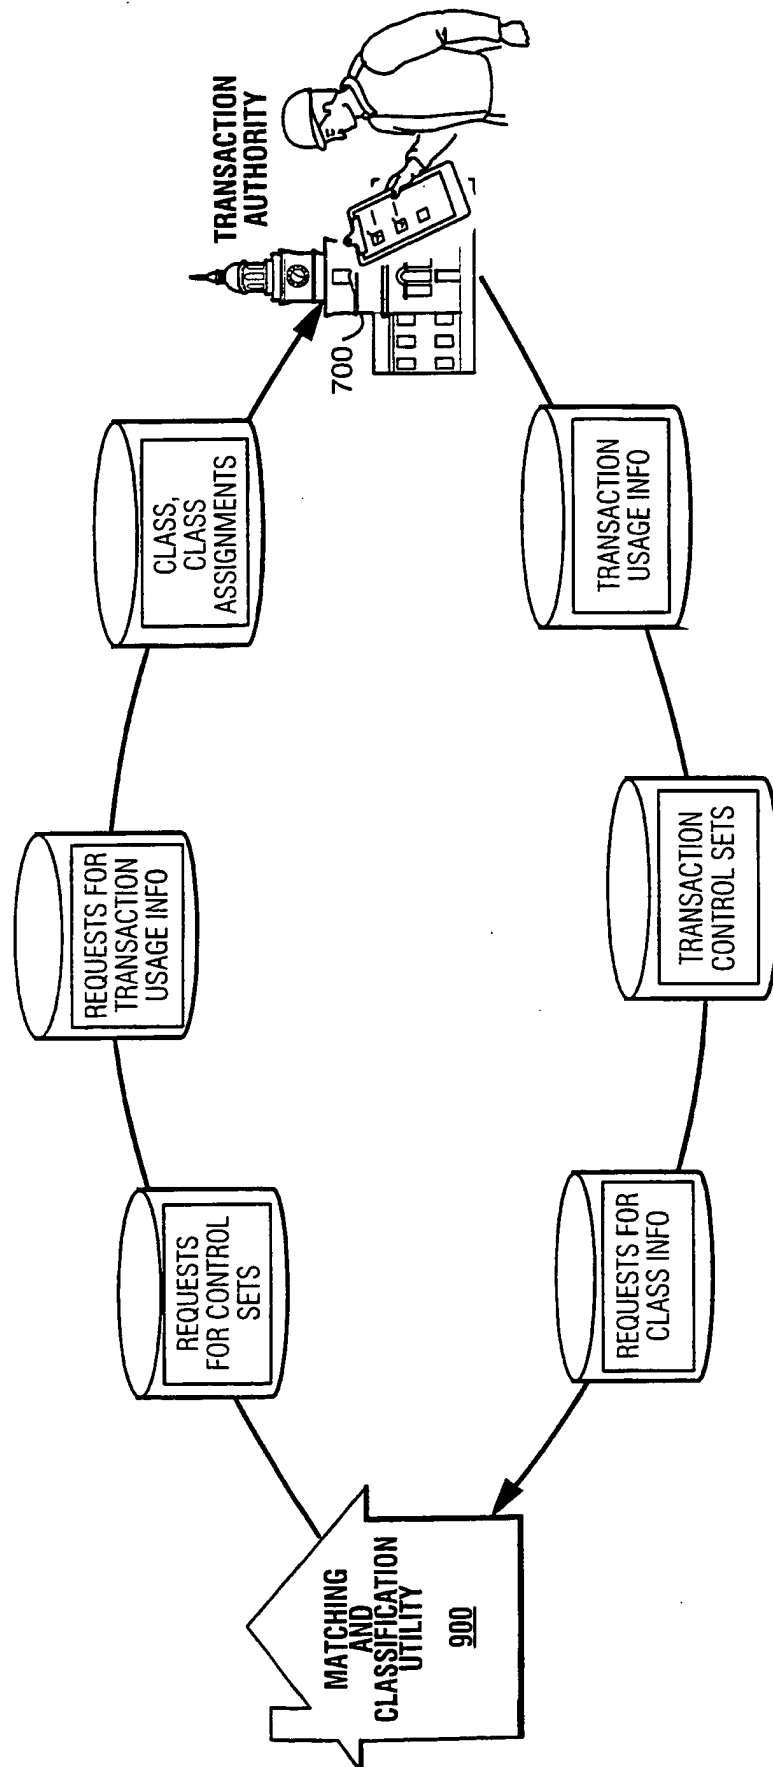 TRANSACTION
AUTHORITY
700
CLASS,
CLASS
ASSIGNMENTS
REQUESTS FOR
TRANSACTION
USAGE INFO
REQUESTS
FOR CONTROL
SETS
MATCHING
AND
CLASSIFICATION
UTILITY
900
REQUESTS FOR
CLASS INFO
TRANSACTION
CONTROL SETS
TRANSACTION
USAGE INFO